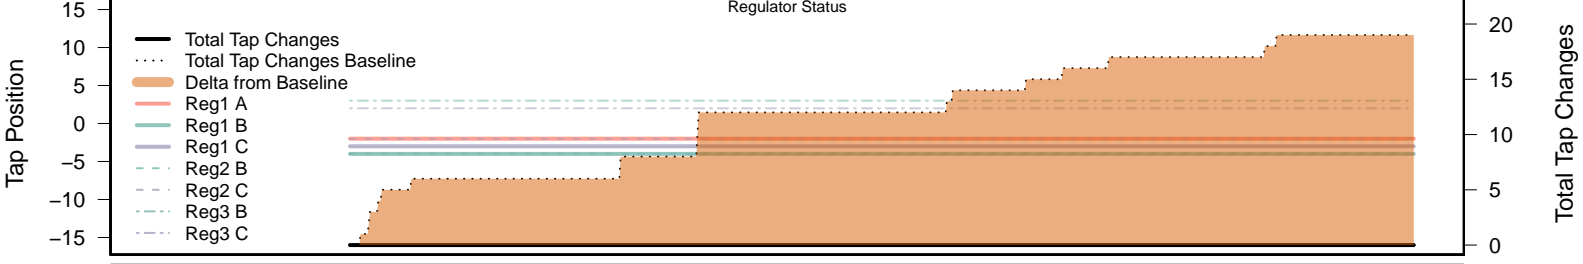 Regulator Status
15
10
5
0
−5
−10
−15
Tap Position
Total Tap Changes
Total Tap Changes Baseline
Delta from Baseline
Reg1 A
Reg1 B
Reg1 C
Reg2 B
Reg2 C
Reg3 B
Reg3 C
20
15
10
5
0
Total Tap Changes